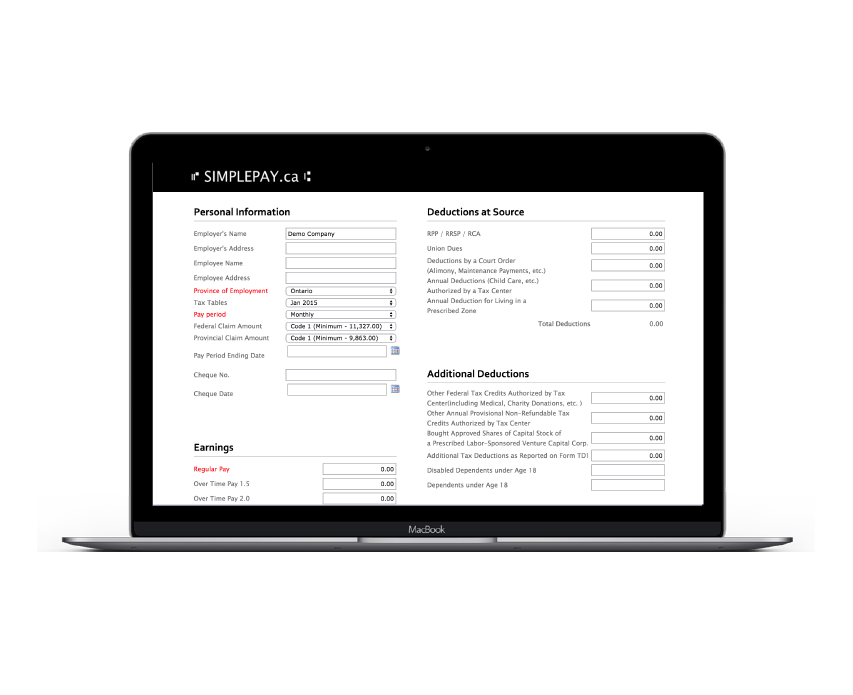 SIMPLEPAY.ca
Personal Information
Employer's Name Demo Company
Employer's Address
Employee Name
Employee Address
Province of Employment Ontario
Tax Tables Jan 2015
Pay period Monthly
Federal Claim Amount Code 1 (Minimum - 11,327.00)
Provincial Claim Amount Code 1 (Minimum - 9,863.00)
Pay Period Ending Date
Cheque No.
Cheque Date
Earnings
Regular Pay 0.00
Over Time Pay 1.5 0.00
Over Time Pay 2.0 0.00
Deductions at Source
RPP / RRSP / RCA 0.00
Union Dues 0.00
Deductions by a Court Order
(Alimony, Maintenance Payments, etc.) 0.00
Annual Deductions (Child Care, etc.)
Authorized by a Tax Center 0.00
Annual Deduction for Living in a
Prescribed Zone 0.00
Total Deductions 0.00
Additional Deductions
Other Federal Tax Credits Authorized by Tax
Center(including Medical, Charity Donations, etc. ) 0.00
Other Annual Provisional Non-Refundable Tax
Credits Authorized by Tax Center 0.00
Bought Approved Shares of Capital Stock of
a Prescribed Labor-Sponsored Venture Capital Corp. 0.00
Additional Tax Deductions as Reported on Form TD1 0.00
Disabled Dependents under Age 18
Dependents under Age 18
MacBook